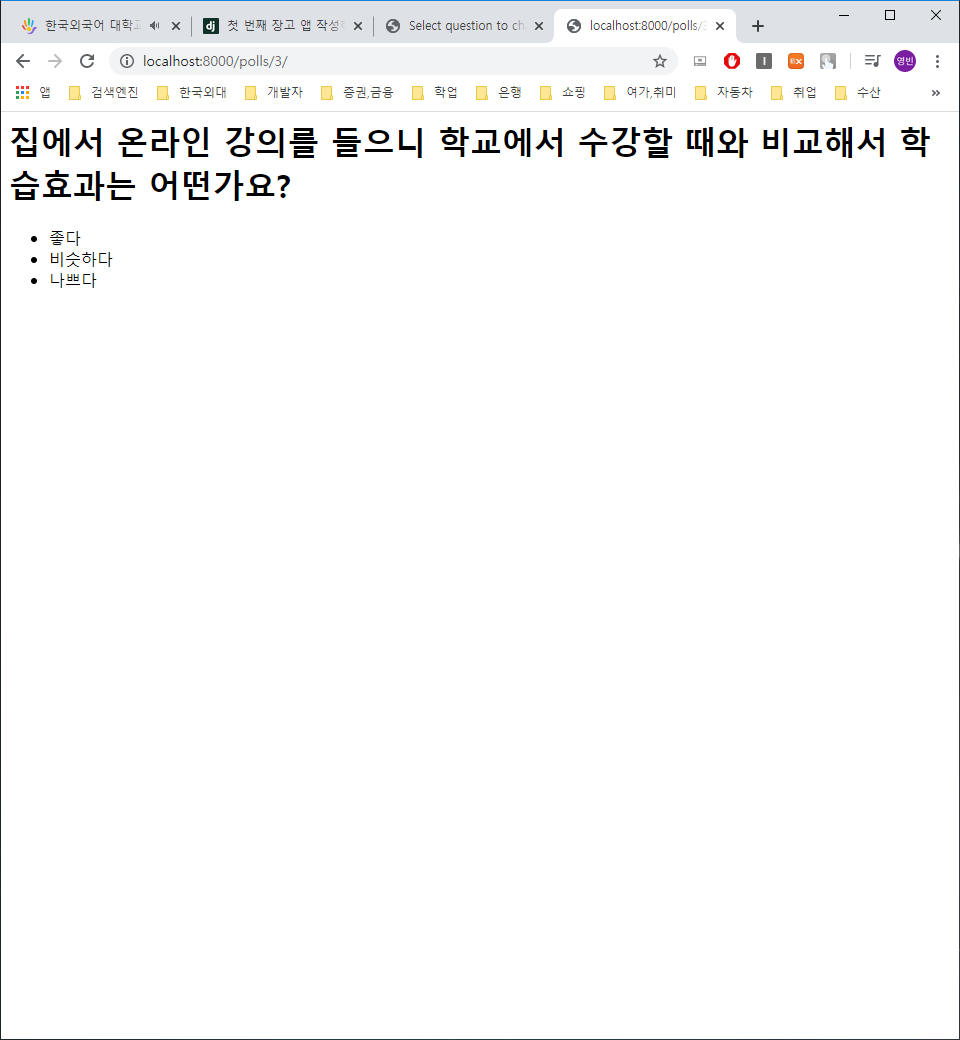 한국외국어 대학교
첫 번째 장고 앱 작성
Select question to ch
localhost:8000/polls/3
localhost:8000/polls/3/
영빈
앱 검색엔진 한국외대 개발자 증권,금융 학업 은행 쇼핑 여가,취미 자동차 취업 수산 »
집에서 온라인 강의를 들으니 학교에서 수강할 때와 비교해서 학
습효과는 어떤가요?
• 좋다
• 비슷하다
• 나쁘다